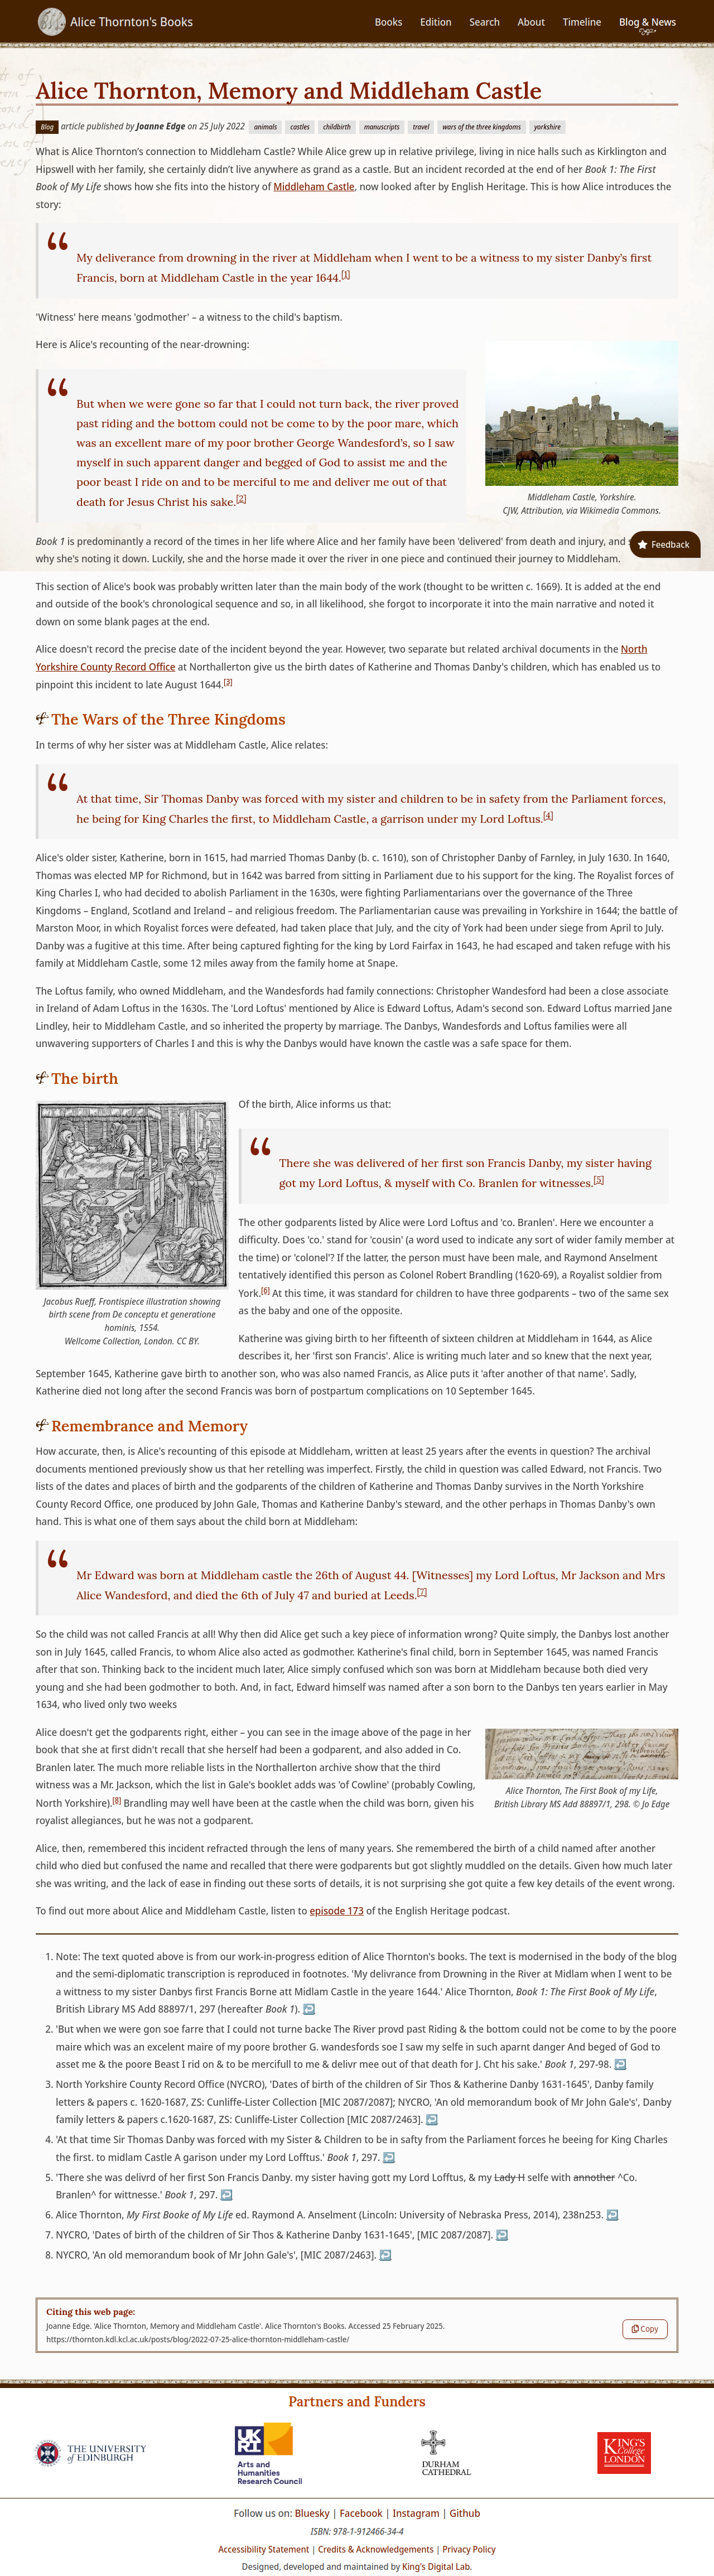 Alice Thornton's Books
Books Edition Search About Timeline Blog & News
Alice Thornton, Memory and Middleham Castle
Blog article published by Joanne Edge on 25 July 2022 animals castles childbirth manuscripts travel wars of the three kingdoms yorkshire
What is Alice Thornton’s connection to Middleham Castle? While Alice grew up in relative privilege, living in nice halls such as Kirklington and
Hipswell with her family, she certainly didn’t live anywhere as grand as a castle. But an incident recorded at the end of her Book 1: The First
Book of My Life shows how she fits into the history of Middleham Castle, now looked after by English Heritage. This is how Alice introduces the
story:
“
My deliverance from drowning in the river at Middleham when I went to be a witness to my sister Danby’s first
Francis, born at Middleham Castle in the year 1644.[1]
'Witness' here means 'godmother' – a witness to the child's baptism.
Here is Alice's recounting of the near-drowning:
“
But when we were gone so far that I could not turn back, the river proved
past riding and the bottom could not be come to by the poor mare, which
was an excellent mare of my poor brother George Wandesford’s, so I saw
myself in such apparent danger and begged of God to assist me and the
poor beast I ride on and to be merciful to me and deliver me out of that
death for Jesus Christ his sake.[2]
Middleham Castle, Yorkshire.
CJW, Attribution, via Wikimedia Commons.
Book 1 is predominantly a record of the times in her life where Alice and her family have been 'delivered' from death and injury, and
why she's noting it down. Luckily, she and the horse made it over the river in one piece and continued their journey to Middleham.
Feedback
This section of Alice's book was probably written later than the main body of the work (thought to be written c. 1669). It is added at the end
and outside of the book's chronological sequence and so, in all likelihood, she forgot to incorporate it into the main narrative and noted it
down on some blank pages at the end.
Alice doesn't record the precise date of the incident beyond the year. However, two separate but related archival documents in the North
Yorkshire County Record Office at Northallerton give us the birth dates of Katherine and Thomas Danby's children, which has enabled us to
pinpoint this incident to late August 1644.[3]
The Wars of the Three Kingdoms
In terms of why her sister was at Middleham Castle, Alice relates:
“
At that time, Sir Thomas Danby was forced with my sister and children to be in safety from the Parliament forces,
he being for King Charles the first, to Middleham Castle, a garrison under my Lord Loftus.[4]
Alice's older sister, Katherine, born in 1615, had married Thomas Danby (b. c. 1610), son of Christopher Danby of Farnley, in July 1630. In 1640,
Thomas was elected MP for Richmond, but in 1642 was barred from sitting in Parliament due to his support for the king. The Royalist forces of
King Charles I, who had decided to abolish Parliament in the 1630s, were fighting Parliamentarians over the governance of the Three
Kingdoms – England, Scotland and Ireland – and religious freedom. The Parliamentarian cause was prevailing in Yorkshire in 1644; the battle of
Marston Moor, in which Royalist forces were defeated, had taken place that July, and the city of York had been under siege from April to July.
Danby was a fugitive at this time. After being captured fighting for the king by Lord Fairfax in 1643, he had escaped and taken refuge with his
family at Middleham Castle, some 12 miles away from the family home at Snape.
The Loftus family, who owned Middleham, and the Wandesfords had family connections: Christopher Wandesford had been a close associate
in Ireland of Adam Loftus in the 1630s. The 'Lord Loftus' mentioned by Alice is Edward Loftus, Adam's second son. Edward Loftus married Jane
Lindley, heir to Middleham Castle, and so inherited the property by marriage. The Danbys, Wandesfords and Loftus families were all
unwavering supporters of Charles I and this is why the Danbys would have known the castle was a safe space for them.
The birth
Of the birth, Alice informs us that:
“
There she was delivered of her first son Francis Danby, my sister having
got my Lord Loftus, & myself with Co. Branlen for witnesses.[5]
Jacobus Rueff, Frontispiece illustration showing
birth scene from De conceptu et generatione
hominis, 1554.
Wellcome Collection, London. CC BY.
The other godparents listed by Alice were Lord Loftus and 'co. Branlen'. Here we encounter a
difficulty. Does 'co.' stand for 'cousin' (a word used to indicate any sort of wider family member at
the time) or 'colonel'? If the latter, the person must have been male, and Raymond Anselment
tentatively identified this person as Colonel Robert Brandling (1620-69), a Royalist soldier from
York.[6] At this time, it was standard for children to have three godparents – two of the same sex
as the baby and one of the opposite.
Katherine was giving birth to her fifteenth of sixteen children at Middleham in 1644, as Alice
describes it, her 'first son Francis'. Alice is writing much later and so knew that the next year,
September 1645, Katherine gave birth to another son, who was also named Francis, as Alice puts it 'after another of that name'. Sadly,
Katherine died not long after the second Francis was born of postpartum complications on 10 September 1645.
Remembrance and Memory
How accurate, then, is Alice's recounting of this episode at Middleham, written at least 25 years after the events in question? The archival
documents mentioned previously show us that her retelling was imperfect. Firstly, the child in question was called Edward, not Francis. Two
lists of the dates and places of birth and the godparents of the children of Katherine and Thomas Danby survives in the North Yorkshire
County Record Office, one produced by John Gale, Thomas and Katherine Danby's steward, and the other perhaps in Thomas Danby's own
hand. This is what one of them says about the child born at Middleham:
“
Mr Edward was born at Middleham castle the 26th of August 44. [Witnesses] my Lord Loftus, Mr Jackson and Mrs
Alice Wandesford, and died the 6th of July 47 and buried at Leeds.[7]
So the child was not called Francis at all! Why then did Alice get such a key piece of information wrong? Quite simply, the Danbys lost another
son in July 1645, called Francis, to whom Alice also acted as godmother. Katherine's final child, born in September 1645, was named Francis
after that son. Thinking back to the incident much later, Alice simply confused which son was born at Middleham because both died very
young and she had been godmother to both. And, in fact, Edward himself was named after a son born to the Danbys ten years earlier in May
1634, who lived only two weeks
Alice doesn't get the godparents right, either – you can see in the image above of the page in her
book that she at first didn't recall that she herself had been a godparent, and also added in Co.
Branlen later. The much more reliable lists in the Northallerton archive show that the third
witness was a Mr. Jackson, which the list in Gale's booklet adds was 'of Cowline' (probably Cowling,
North Yorkshire).[8] Brandling may well have been at the castle when the child was born, given his
royalist allegiances, but he was not a godparent.
Alice Thornton, The First Book of my Life,
British Library MS Add 88897/1, 298. © Jo Edge
Alice, then, remembered this incident refracted through the lens of many years. She remembered the birth of a child named after another
child who died but confused the name and recalled that there were godparents but got slightly muddled on the details. Given how much later
she was writing, and the lack of ease in finding out these sorts of details, it is not surprising she got quite a few key details of the event wrong.
To find out more about Alice and Middleham Castle, listen to episode 173 of the English Heritage podcast.
1. Note: The text quoted above is from our work-in-progress edition of Alice Thornton's books. The text is modernised in the body of the blog
and the semi-diplomatic transcription is reproduced in footnotes. 'My delivrance from Drowning in the River at Midlam when I went to be
a witness to my sister Danbys first Francis Borne att Midlam Castle in the yeare 1644.' Alice Thornton, Book 1: The First Book of My Life,
British Library MS Add 88897/1, 297 (hereafter Book 1). ↩
2. 'But when we were gon soe farre that I could not turne backe The River provd past Riding & the bottom could not be come to by the poore
maire which was an excelent maire of my poore brother G. wandesfords soe I saw my selfe in such aparnt danger And beged of God to
asset me & the poore Beast I rid on & to be mercifull to me & delivr mee out of that death for J. Cht his sake.' Book 1, 297-98. ↩
3. North Yorkshire County Record Office (NYCRO), 'Dates of birth of the children of Sir Thos & Katherine Danby 1631-1645', Danby family
letters & papers c. 1620-1687, ZS: Cunliffe-Lister Collection [MIC 2087/2087]; NYCRO, 'An old memorandum book of Mr John Gale's', Danby
family letters & papers c.1620-1687, ZS: Cunliffe-Lister Collection [MIC 2087/2463]. ↩
4. 'At that time Sir Thomas Danby was forced with my Sister & Children to be in safty from the Parliament forces he beeing for King Charles
the first. to midlam Castle A garison under my Lord Lofftus.' Book 1, 297. ↩
5. 'There she was delivrd of her first Son Francis Danby. my sister having gott my Lord Lofftus, & my Lady H selfe with annother ^Co.
Branlen^ for wittnesse.' Book 1, 297. ↩
6. Alice Thornton, My First Booke of My Life ed. Raymond A. Anselment (Lincoln: University of Nebraska Press, 2014), 238n253. ↩
7. NYCRO, 'Dates of birth of the children of Sir Thos & Katherine Danby 1631-1645', [MIC 2087/2087]. ↩
8. NYCRO, 'An old memorandum book of Mr John Gale's', [MIC 2087/2463]. ↩
Citing this web page:
Joanne Edge. 'Alice Thornton, Memory and Middleham Castle'. Alice Thornton's Books. Accessed 25 February 2025.
https://thornton.kdl.kcl.ac.uk/posts/blog/2022-07-25-alice-thornton-middleham-castle/
Copy
Partners and Funders
THE UNIVERSITY
of EDINBURGH
UKRI
Arts and
Humanities
Research Council
DURHAM
CATHEDRAL
KING'S
College
LONDON
Follow us on: Bluesky | Facebook | Instagram | Github
ISBN: 978-1-912466-34-4
Accessibility Statement | Credits & Acknowledgements | Privacy Policy
Designed, developed and maintained by King's Digital Lab.